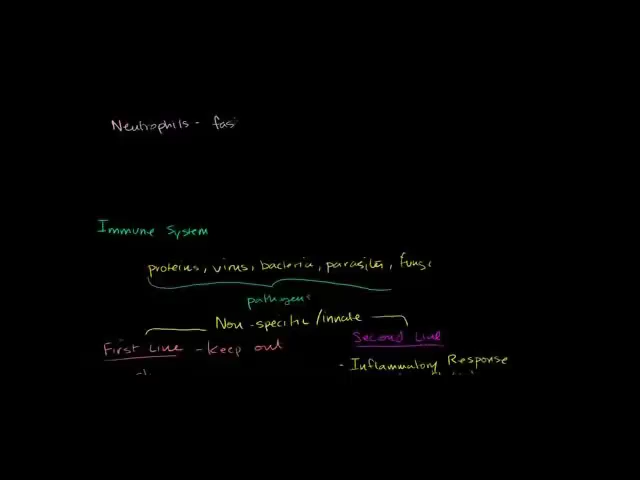 Neutrophils - fas
Immune System
proteins, virus, bacteria, parasites, fungi
pathogens
Non-specific/innate
First Line - Keep out
Second Line
- Inflammatory Response